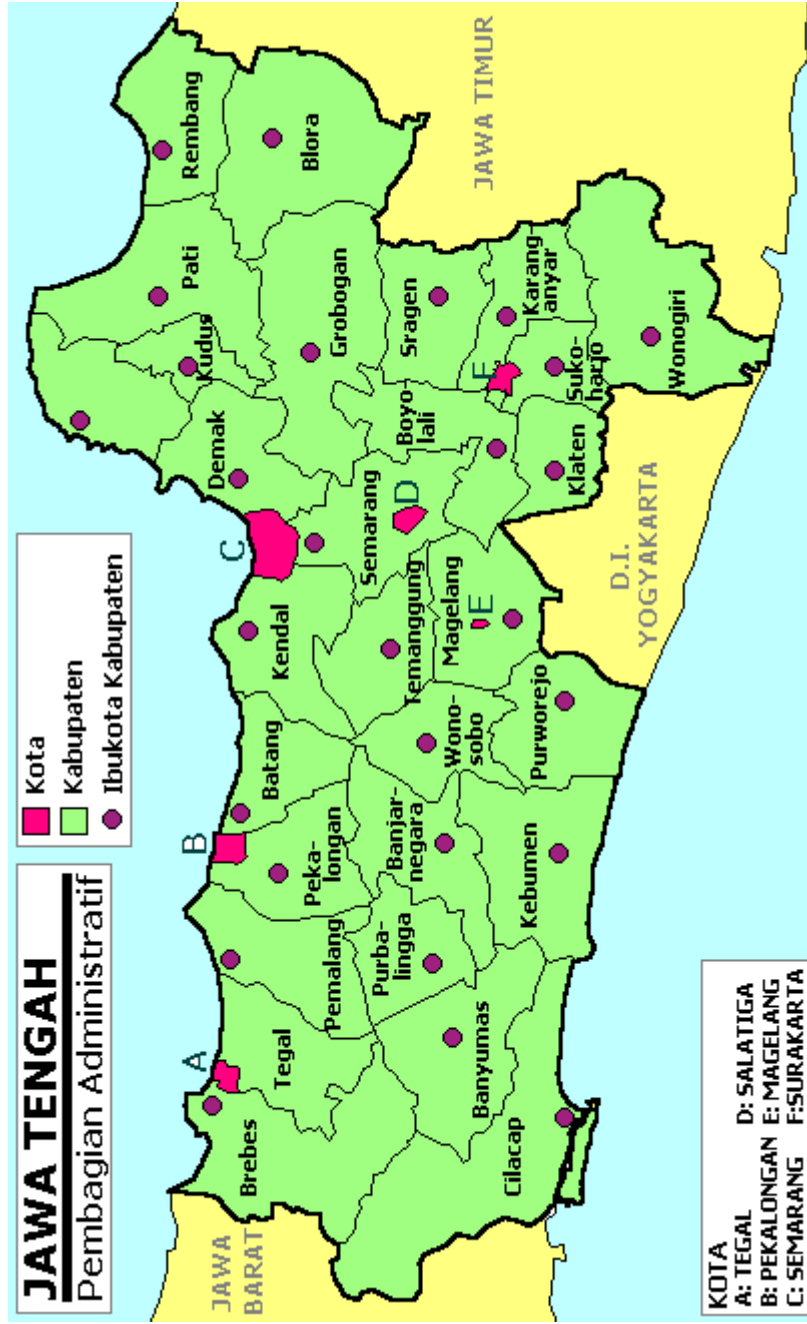 JAWA TENGAH
Pembagian Administratif
Kota
Kabupaten
Ibukota Kabupaten
JAWA
BARAT
Brebes
A
Tegal
Pemalang
B
Peka-
longan
Batang
Kendal
C
Demak
Kudus
Pati
Rembang
Blora
Grobogan
Cilacap
Banyumas
Purba-
lingga
Banjar-
negara
Kebumen
Wono-
sobo
Purworejo
Temanggung
Magelang
E
Semarang
D
Boyo-
lali
Klaten
Sragen
F
Suko-
harjo
Karang-
anyar
Wonogiri
JAWA TIMUR
D.I.
YOGYAKARTA
KOTA
A: TEGAL D: SALATIGA
B: PEKALONGAN E: MAGELANG
C: SEMARANG F:SURAKARTA